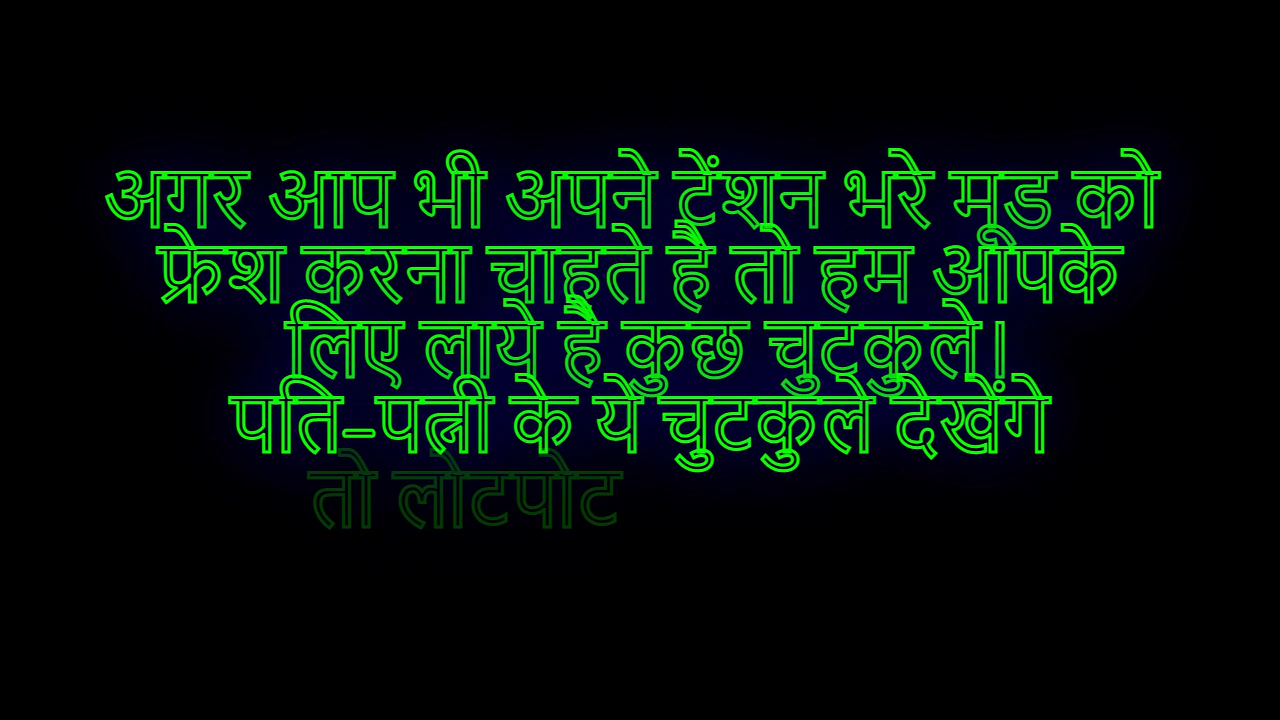 अगर आप भी अपने टेंशन भरे मूड को
फ्रेश करना चाहते है तो हम आपके
लिए लाये है कुछ चुटकुले।
पति-पत्नी के ये चुटकुले देखेंगे
तो लोटपोट